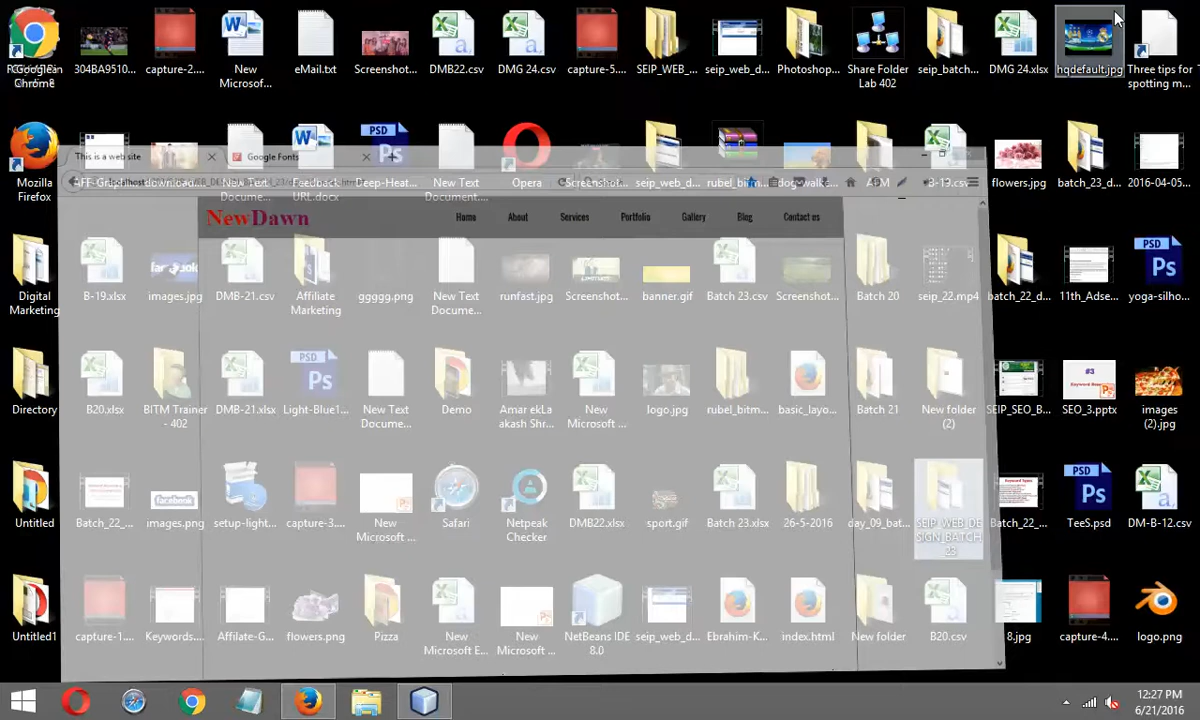 Google
Chrome
304BA9510...
capture-2....
New
Microsof...
eMail.txt
Screenshot...
DMB22.csv
DMG 24.csv
capture-5....
SEIP_WEB_...
seip_web_d...
Photoshop...
Share Folder
Lab 402
seip_batch...
DMG 24.xlsx
hqdefault.jpg
Three tips for
spotting m...
This is a web site
Google Fonts
Mozilla
Firefox
download...
New Text
Docume...
Feedback
URL.docx
New Text
Document...
Opera
Screenshot...
seip_web_d...
rubel_bitm...
B-19.csv
flowers.jpg
batch_23_d...
2016-04-05...
NewDawn
Home
About
Services
Portfolio
Gallery
Blog
Contact us
Digital
Marketing
B-19.xlsx
images.jpg
DMB-21.csv
Affiliate
Marketing
ggggg.png
New Text
Docume...
runfast.jpg
Screenshot...
banner.gif
Batch 23.csv
Screenshot...
Batch 20
seip_22.mp4
batch_22_d...
11th_Adse...
yoga-silho...
Directory
B20.xlsx
BITM Trainer
- 402
DMB-21.xlsx
Light-Blue1...
New Text
Docume...
Demo
Amar ekLa
akash Shr...
New
Microsoft ...
logo.jpg
rubel_bitm...
basic_layo...
Batch 21
New folder
(2)
SEIP_SEO_B...
SEO_3.pptx
images
(2).jpg
Untitled
Batch_22_...
images.png
setup-light...
capture-3....
New
Microsoft ...
Safari
Netpeak
Checker
DMB22.xlsx
sport.gif
Batch 23.xlsx
26-5-2016
day_09_bat...
SEIP_WEB_DE
SIGN_BATCH_
23
Batch_22_...
TeeS.psd
DM-B-12.csv
Untitled1
capture-1....
Keywords...
Affilate-G...
flowers.png
Pizza
New
Microsoft E...
New
Microsoft ...
NetBeans IDE
8.0
seip_web_d...
Ebrahim-K...
index.html
New folder
B20.csv
8.jpg
capture-4....
logo.png
12:27 PM
6/21/2016